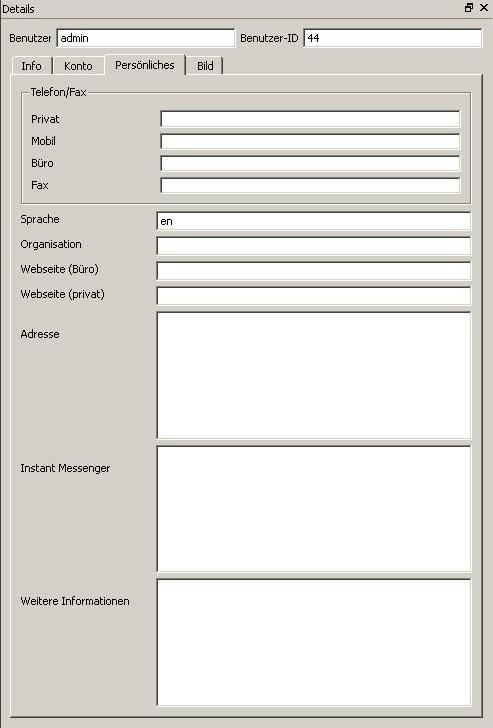 Details
Benutzer admin Benutzer-ID 44
Info Konto Persönliches Bild
Telefon/Fax
Privat
Mobil
Büro
Fax
Sprache en
Organisation
Webseite (Büro)
Webseite (privat)
Adresse
Instant Messenger
Weitere Informationen